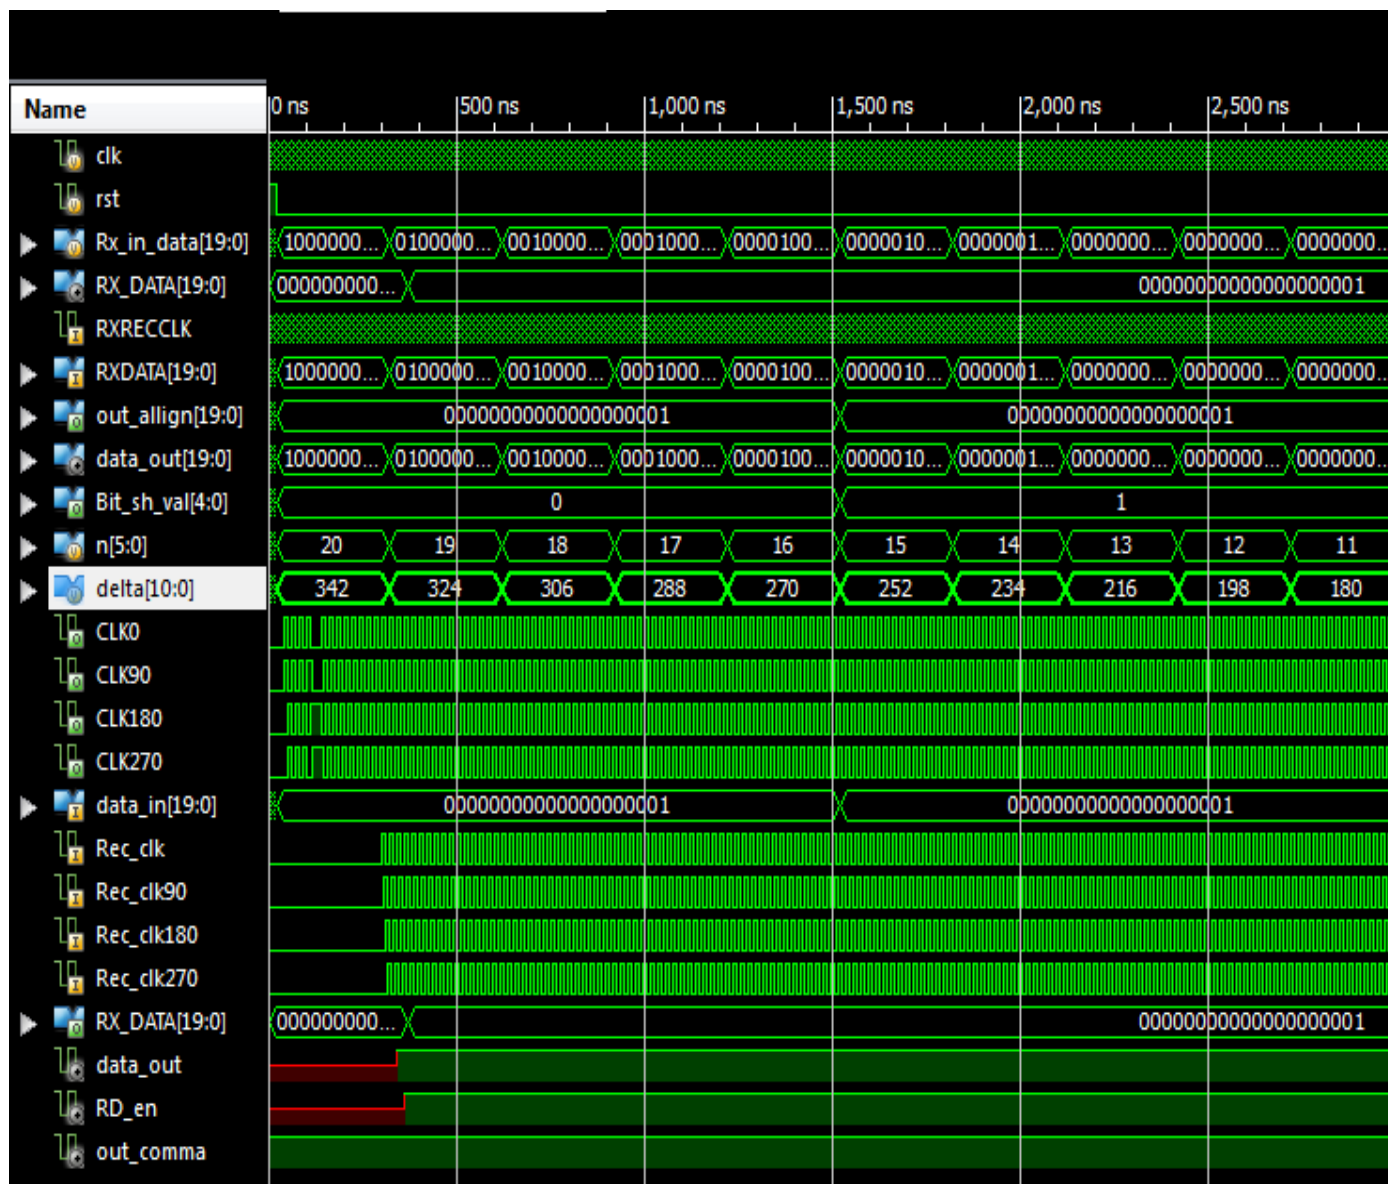 Name 0 ns 500 ns 1,000 ns 1,500 ns 2,000 ns 2,500 ns
clk
rst
Rx_in_data[19:0] 1000000... 0100000... 0010000... 0001000... 0000100... 0000010... 0000001... 0000000... 0000000... 0000000...
RX_DATA[19:0] 000000000... 00000000000000000001
RXRECCLK
RXDATA[19:0] 1000000... 0100000... 0010000... 0001000... 0000100... 0000010... 0000001... 0000000... 0000000... 0000000...
out_allign[19:0] 00000000000000000001 00000000000000000001
data_out[19:0] 1000000... 0100000... 0010000... 0001000... 0000100... 0000010... 0000001... 0000000... 0000000... 0000000...
Bit_sh_val[4:0] 0 1
n[5:0] 20 19 18 17 16 15 14 13 12 11
delta[10:0] 342 324 306 288 270 252 234 216 198 180
CLK0
CLK90
CLK180
CLK270
data_in[19:0] 00000000000000000001 00000000000000000001
Rec_clk
Rec_clk90
Rec_clk180
Rec_clk270
RX_DATA[19:0] 000000000... 00000000000000000001
data_out
RD_en
out_comma